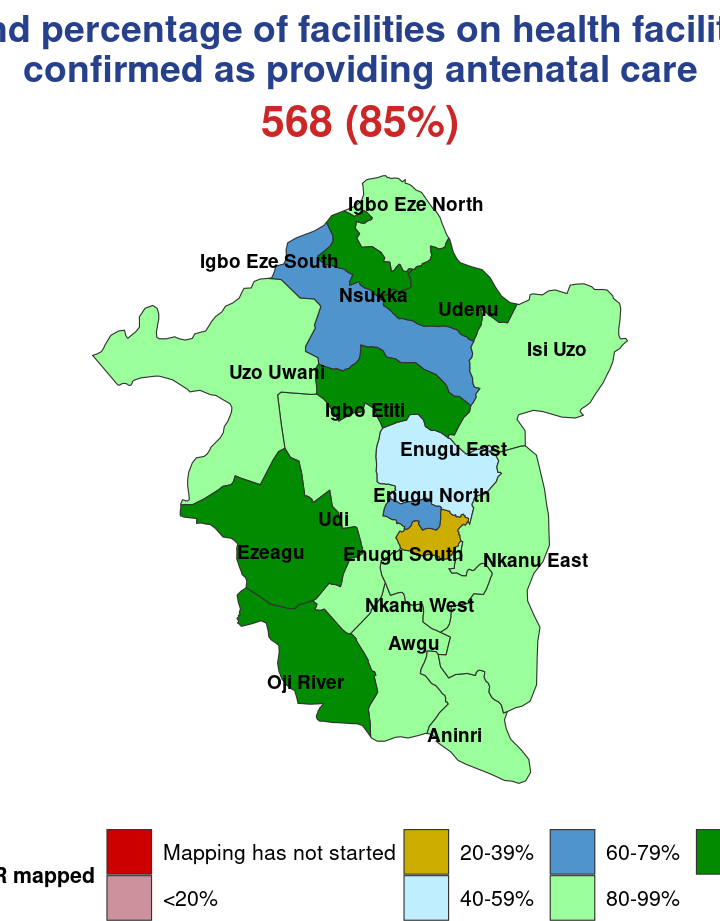 nd percentage of facilities on health facilit
confirmed as providing antenatal care
568 (85%)
Igbo Eze North
Igbo Eze South
Nsukka
Udenu
Isi Uzo
Uzo Uwani
Igbo Etiti
Enugu East
Enugu North
Udi
Ezeagu
Enugu South
Nkanu East
Nkanu West
Awgu
Oji River
Aninri
R mapped
Mapping has not started
20-39%
60-79%
<20%
40-59%
80-99%